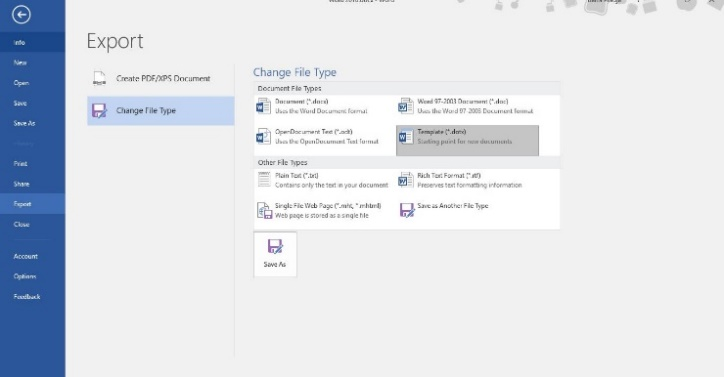 Info
New
Open
Save
Save As
Print
Share
Export
Close
Account
Options
Feedback
Export
Create PDF/XPS Document
Change File Type
Change File Type
Document File Types
Document (*.docx)
Uses the Word Document format
Word 97-2003 Document (*.doc)
Uses the Word 97-2003 Document format
OpenDocument Text (*.odt)
Uses the OpenDocument Text format
Template (*.dotx)
Starting point for new documents
Other File Types
Plain Text (*.txt)
Contains only the text in your document
Rich Text Format (*.rtf)
Preserves text formatting information
Single File Web Page (*.mht, *.mhtml)
Web page is stored as a single file
Save as Another File Type
Save As